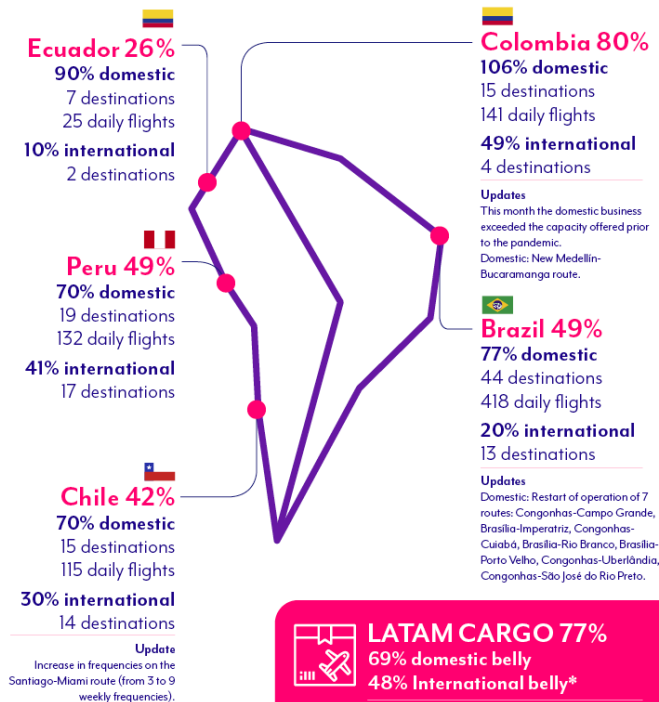 Ecuador 26%
90% domestic
7 destinations
25 daily flights
10% international
2 destinations
Peru 49%
70% domestic
19 destinations
132 daily flights
41% international
17 destinations
Chile 42%
70% domestic
15 destinations
115 daily flights
30% international
14 destinations
Update
Increase in frequencies on the
Santiago-Miami route (from 3 to 9
weekly frequencies).
Colombia 80%
106% domestic
15 destinations
141 daily flights
49% international
4 destinations
Updates
This month the domestic business
exceeded the capacity offered prior
to the pandemic.
Domestic: New Medellín-
Bucaramanga route.
Brazil 49%
77% domestic
44 destinations
418 daily flights
20% international
13 destinations
Updates
Domestic: Restart of operation of 7
routes: Congonhas-Campo Grande,
Brasília-Imperatriz, Congonhas-
Cuiabá, Brasília-Rio Branco, Brasília-
Porto Velho, Congonhas-Uberlândia,
Congonhas-São José do Rio Preto.
LATAM CARGO 77%
69% domestic belly
48% International belly*